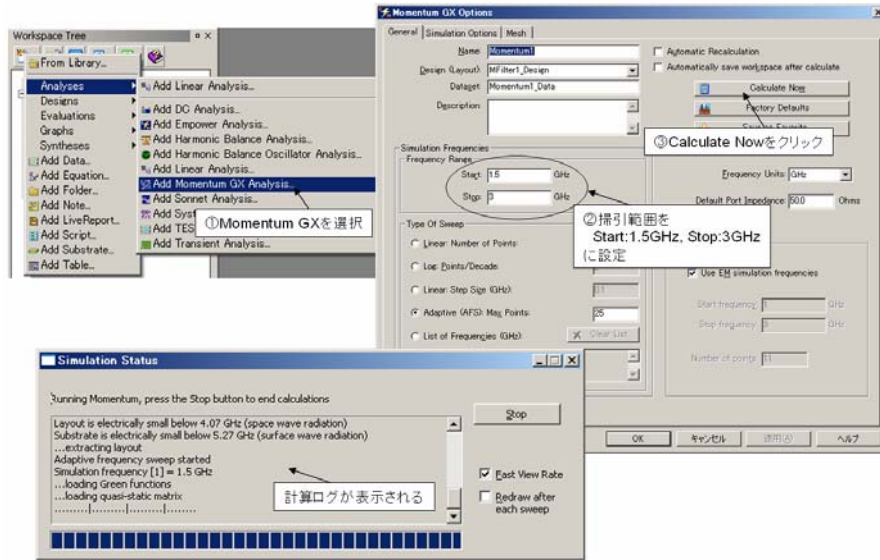 Workspace Tree
From Library...
Analyses
Designs
Evaluations
Graphs
Syntheses
Add Data...
Add Equation...
Add Folder...
Add Note...
Add LiveReport...
Add Script...
Add Substrate...
Add Table...
Add Linear Analysis...
Add DC Analysis...
Add Empower Analysis...
Add Harmonic Balance Analysis...
Add Harmonic Balance Oscillator Analysis...
Add Linear Analysis...
Add Momentum GX Analysis...
Add Sonnet Analysis...
Add Syst
Add TES
Add Transient Analysis...
①Momentum GXを選択
Momentum GX Options
General
Simulation Options
Mesh
Name: Momentum1
Design (Layout): MFilter1_Design
Dataset: Momentum1_Data
Description:
Automatic Recalculation
Automatically save workspace after calculate
Calculate Now
Factory Defaults
③Calculate Nowをクリック
Simulation Frequencies
Frequency Range
Start: 1.5 GHz
Stop: 3 GHz
Frequency Units: GHz
Default Port Impedance: 50.0 Ohms
②掃引範囲を
Start:1.5GHz, Stop:3GHz
に設定
Type Of Sweep
Linear: Number of Points:
Log: Points/Decade:
Linear: Step Size (GHz):
Adaptive (AFS): Max Points: 25
List of Frequencies (GHz):
Clear List
Use EM simulation frequencies
Start frequency: 1 GHz
Stop frequency: 3 GHz
Number of points: 11
OK
キャンセル
適用(A)
ヘルプ
Simulation Status
Running Momentum, press the Stop button to end calculations
Layout is electrically small below 4.07 GHz (space wave radiation)
Substrate is electrically small below 5.27 GHz (surface wave radiation)
...extracting layout
Adaptive frequency sweep started
Simulation frequency [1] = 1.5 GHz
...loading Green functions
...loading quasi-static matrix
.........|.........|.........|........
計算ログが表示される
Stop
Fast View Rate
Redraw after
each sweep